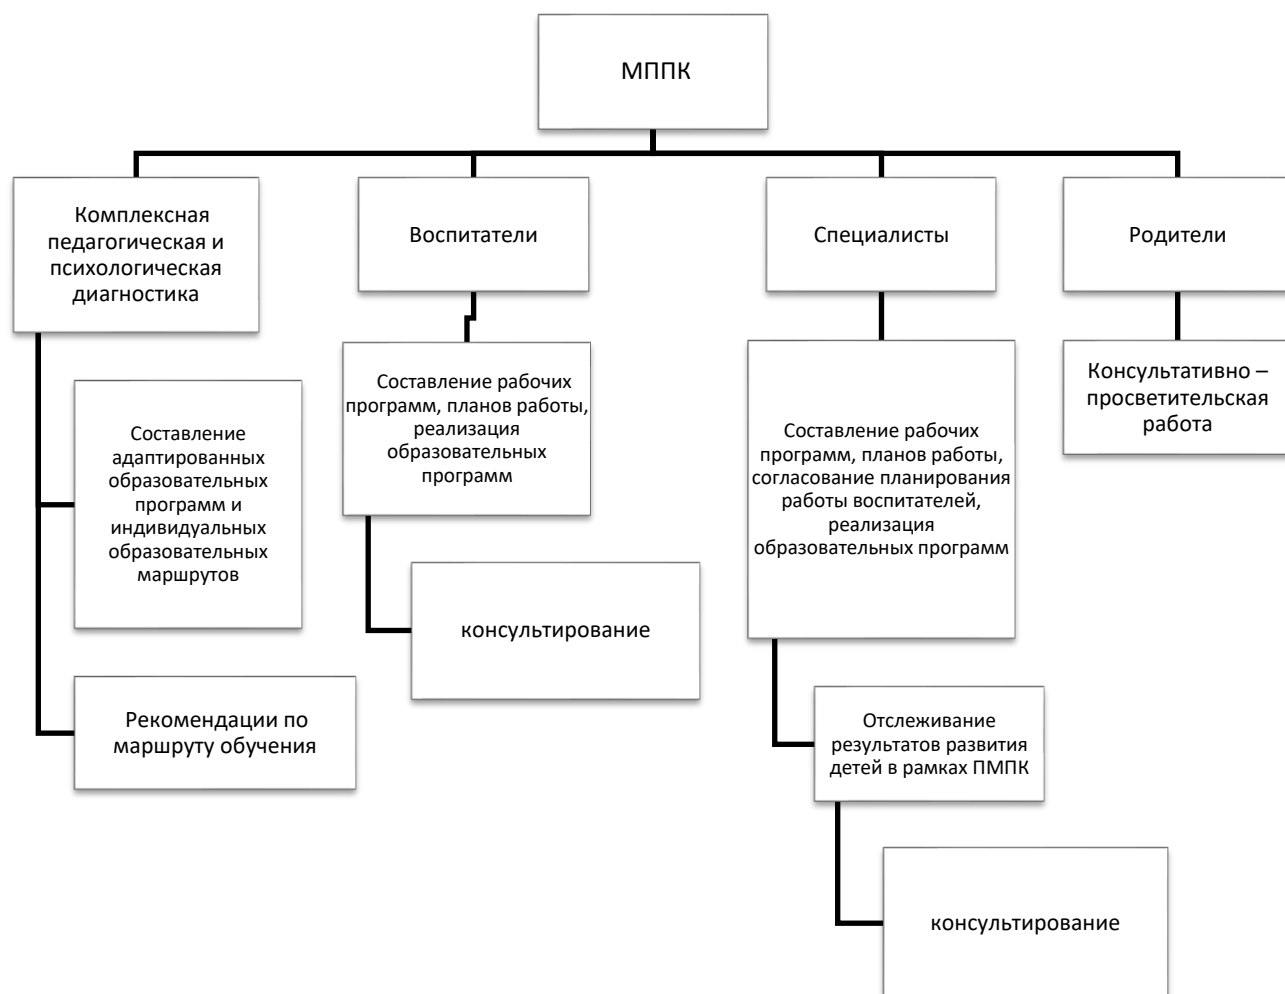 МППК
Комплексная
педагогическая и
психологическая
диагностика
Воспитатели
Специалисты
Родители
Составление
адаптированных
образовательных
программ и
индивидуальных
образовательных
маршрутов
Рекомендации по
маршруту обучения
Составление рабочих
программ, планов работы,
реализация
образовательных
программ
консультирование
Составление рабочих
программ, планов работы,
согласование планирования
работы воспитателей,
реализация
образовательных программ
Отслеживание
результатов развития
детей в рамках ПМПК
консультирование
Консультативно –
просветительская
работа